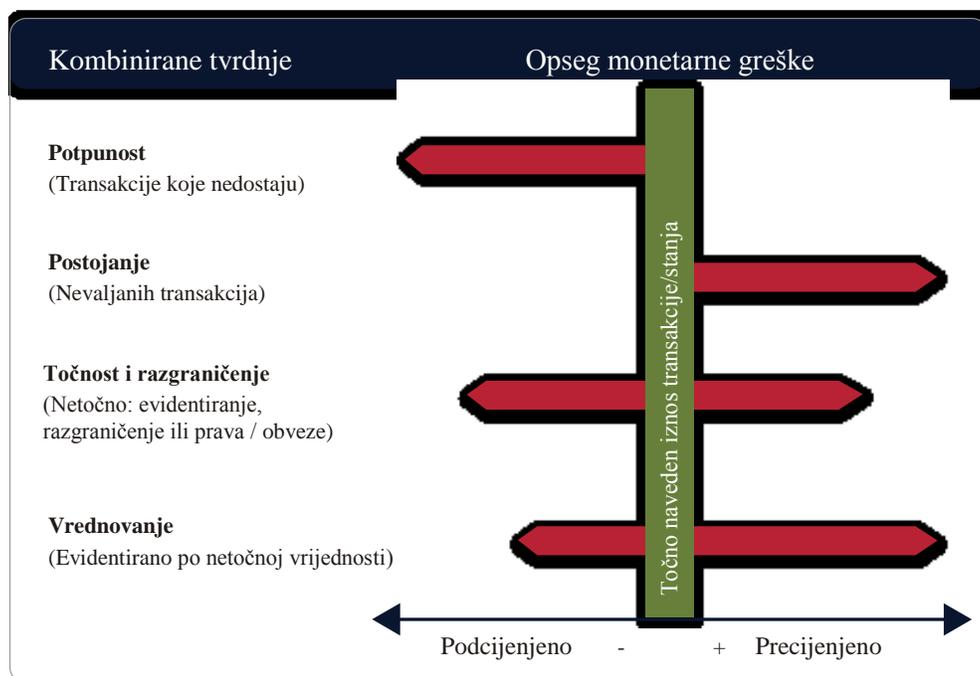 Kombinirane tvrdnje
Opseg monetarne greške
Potpunost
(Transakcije koje nedostaju)
Postojanje
(Nevaljanih transakcija)
Točnost i razgraničenje
(Netočno: evidentiranje,
razgraničenje ili prava / obveze)
Vrednovanje
(Evidentirano po netočnoj vrijednosti)
Točno naveden iznos transakcije/stanja
Podcijenjeno - + Precijenjeno